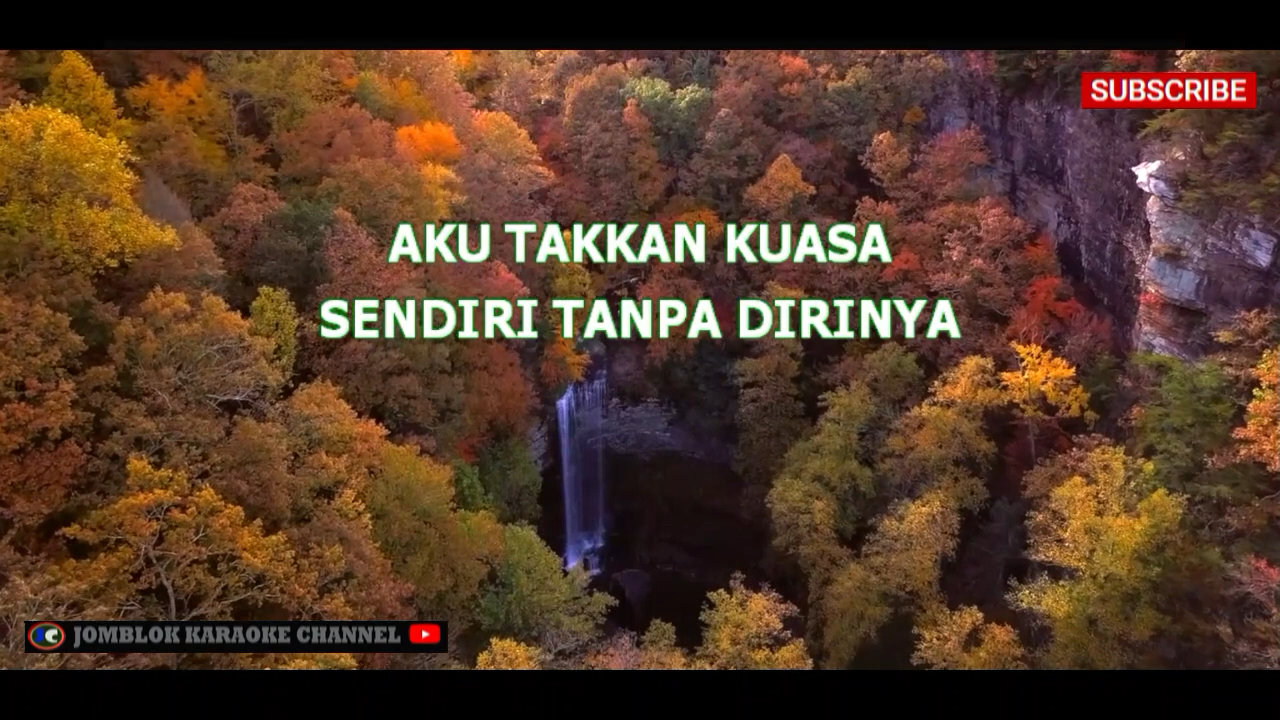 SUBSCRIBE
AKU TAKKAN KUASA
SENDIRI TANPA DIRINYA
JOMBLOK KARAOKE CHANNEL